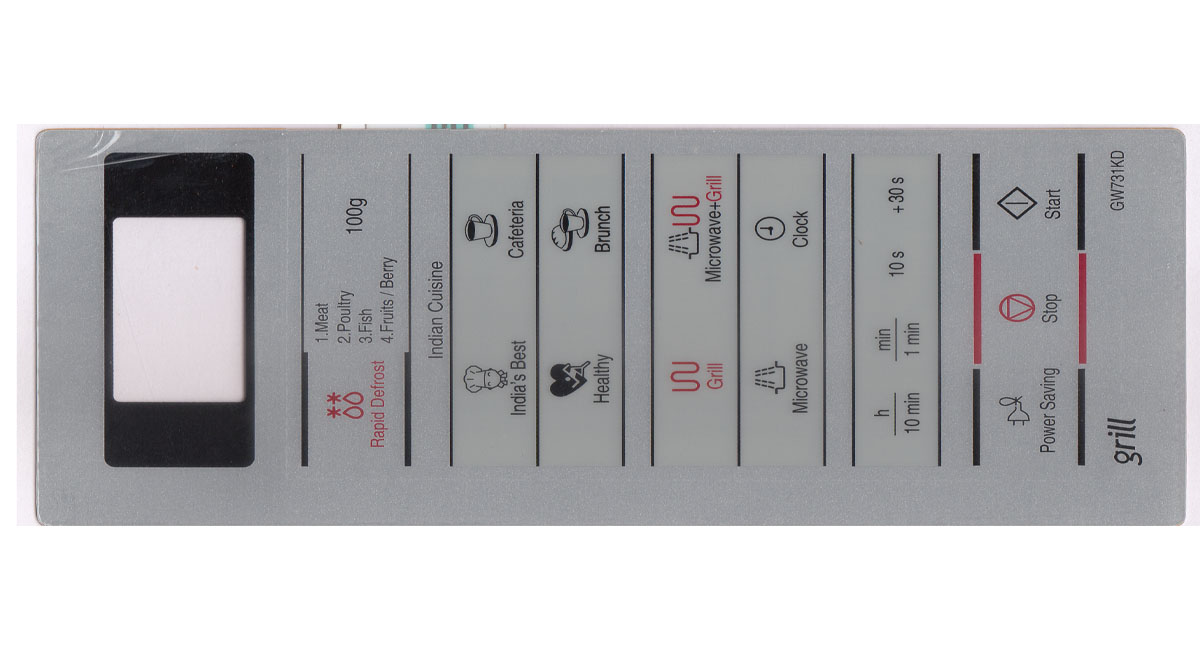 1.Meat
2.Poultry
3.Fish
4.Fruits / Berry
100g
Rapid Defrost
Indian Cuisine
India's Best
Cafeteria
Healthy
Brunch
Grill
Microwave+Grill
Microwave
Clock
h
10 min
min
1 min
10 s
+30 s
Power Saving
Stop
Start
grill
GW731KD